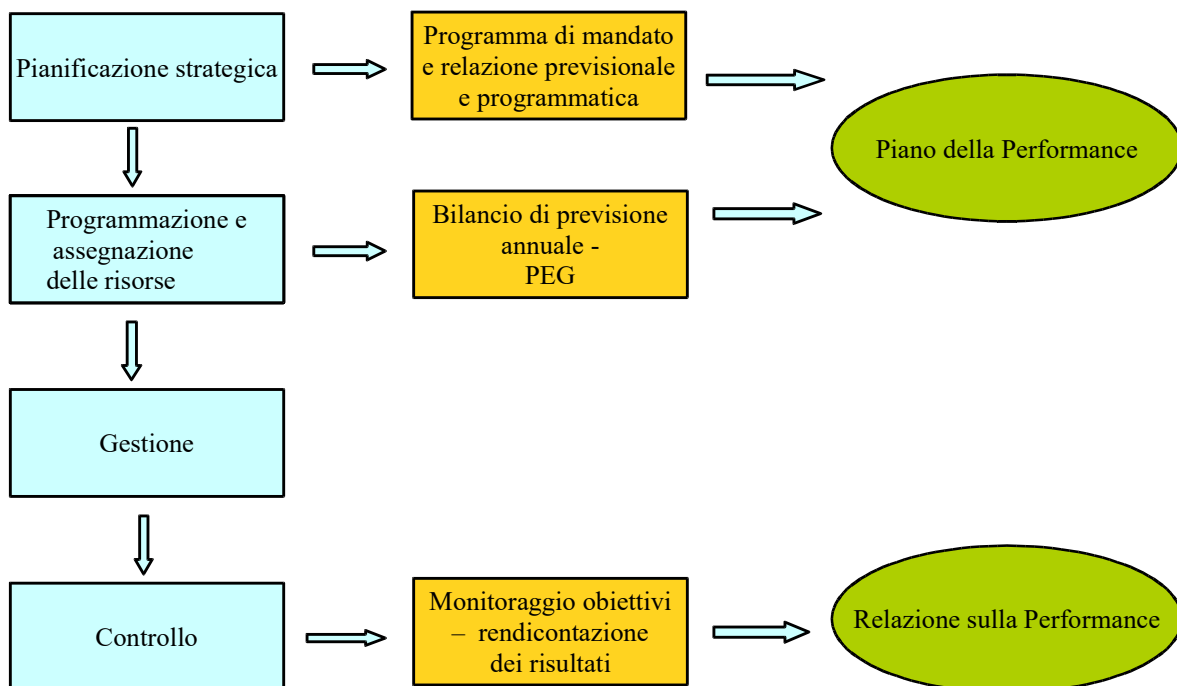 Pianificazione strategica
Programma di mandato
e relazione previsionale
e programmatica
Piano della Performance
Programmazione e
assegnazione
delle risorse
Bilancio di previsione
annuale -
PEG
Gestione
Controllo
Monitoraggio obiettivi
– rendicontazione
dei risultati
Relazione sulla Performance